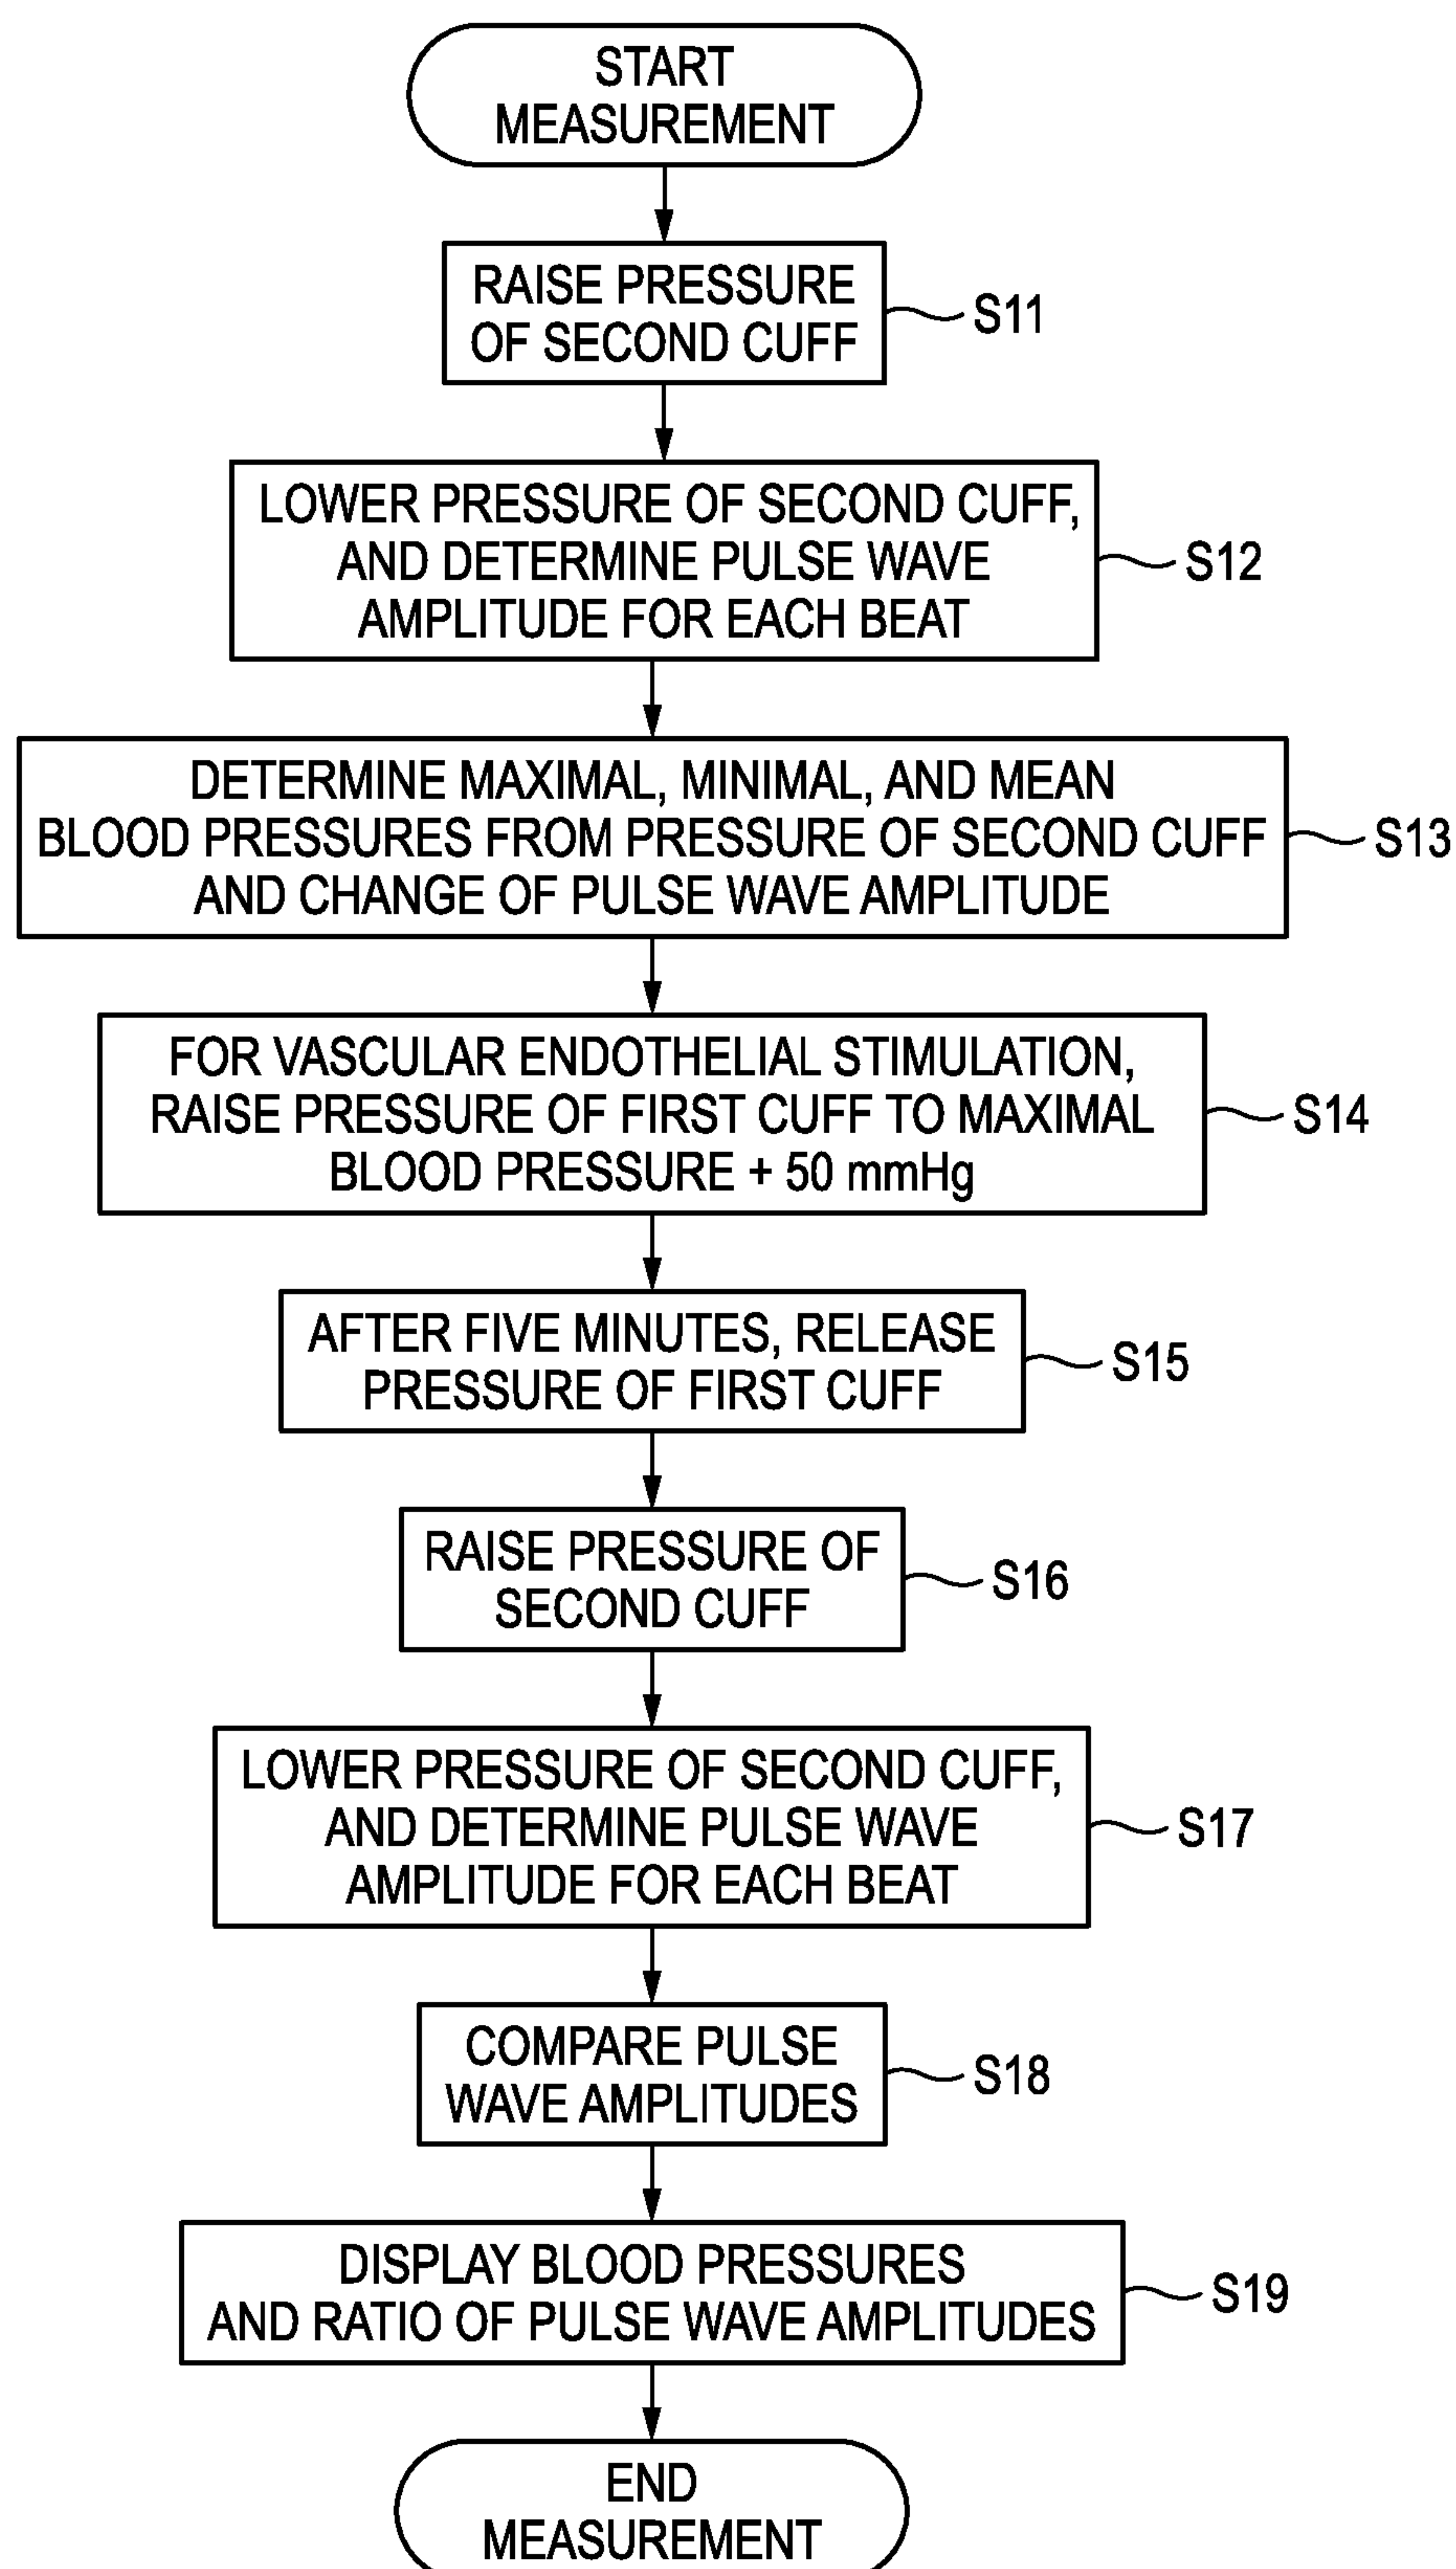 START
MEASUREMENT
RAISE PRESSURE
OF SECOND CUFF
S11
LOWER PRESSURE OF SECOND CUFF,
AND DETERMINE PULSE WAVE
AMPLITUDE FOR EACH BEAT
S12
DETERMINE MAXIMAL, MINIMAL, AND MEAN
BLOOD PRESSURES FROM PRESSURE OF SECOND CUFF
AND CHANGE OF PULSE WAVE AMPLITUDE
S13
FOR VASCULAR ENDOTHELIAL STIMULATION,
RAISE PRESSURE OF FIRST CUFF TO MAXIMAL
BLOOD PRESSURE + 50 mmHg
S14
AFTER FIVE MINUTES, RELEASE
PRESSURE OF FIRST CUFF
S15
RAISE PRESSURE OF
SECOND CUFF
S16
LOWER PRESSURE OF SECOND CUFF,
AND DETERMINE PULSE WAVE
AMPLITUDE FOR EACH BEAT
S17
COMPARE PULSE
WAVE AMPLITUDES
S18
DISPLAY BLOOD PRESSURES
AND RATIO OF PULSE WAVE AMPLITUDES
S19
END
MEASUREMENT